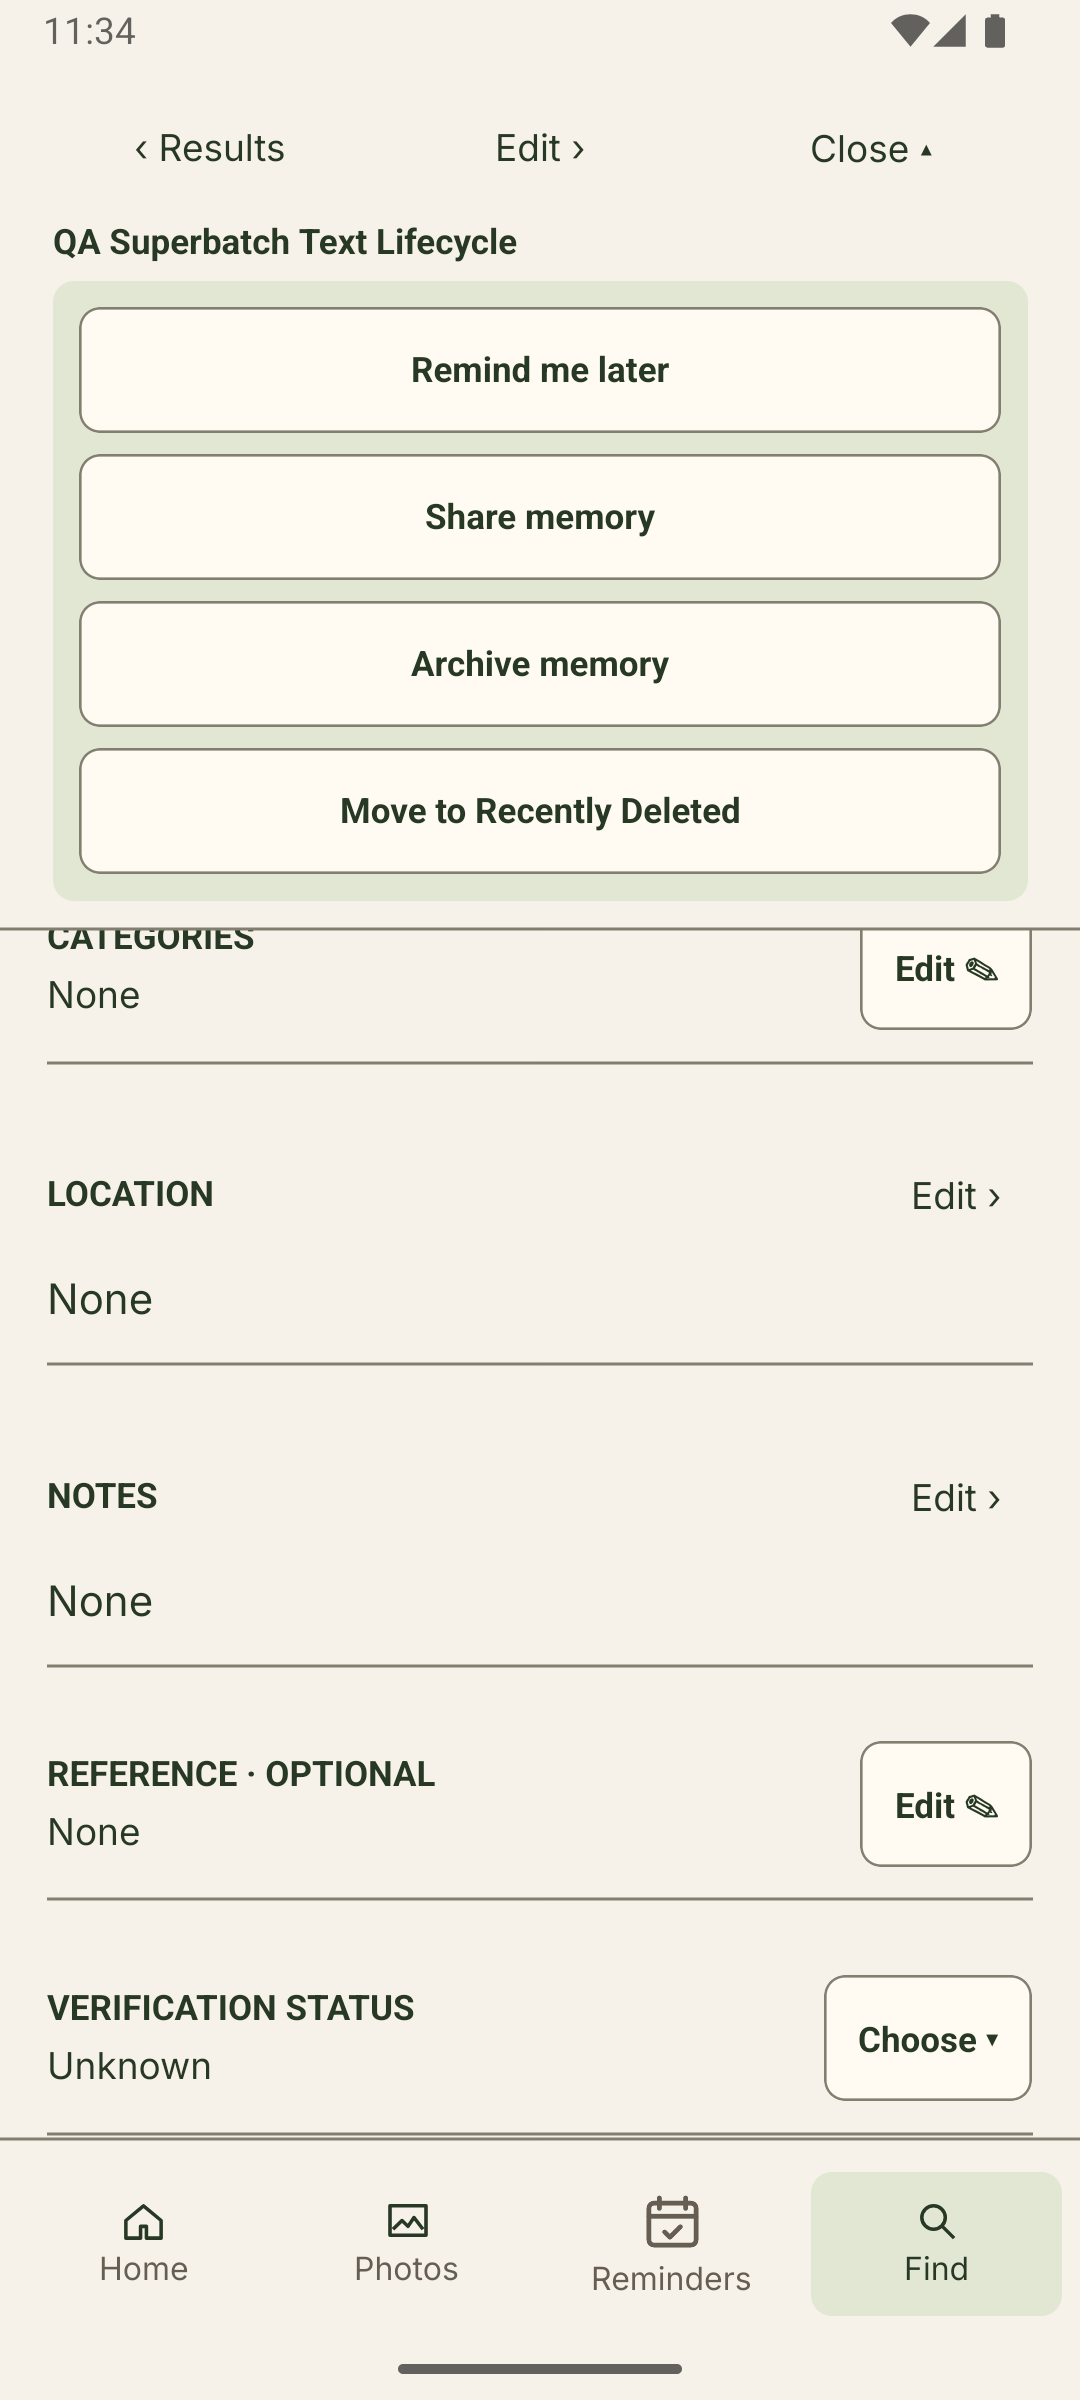 11:34
‹ Results
Edit ›
Close ▴
QA Superbatch Text Lifecycle
Remind me later
Share memory
Archive memory
Move to Recently Deleted
CATEGORIES
Edit ✎
None
LOCATION
Edit ›
None
NOTES
Edit ›
None
REFERENCE · OPTIONAL
Edit ✎
None
VERIFICATION STATUS
Choose ▾
Unknown
Home
Photos
Reminders
Find